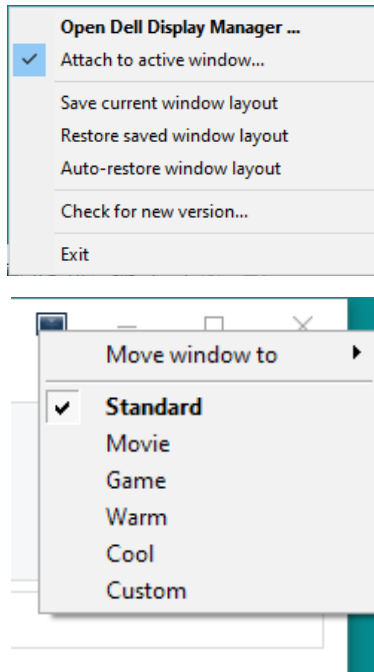 Open Dell Display Manager ...
Attach to active window...
Save current window layout
Restore saved window layout
Auto-restore window layout
Check for new version...
Exit
Move window to
Standard
Movie
Game
Warm
Cool
Custom